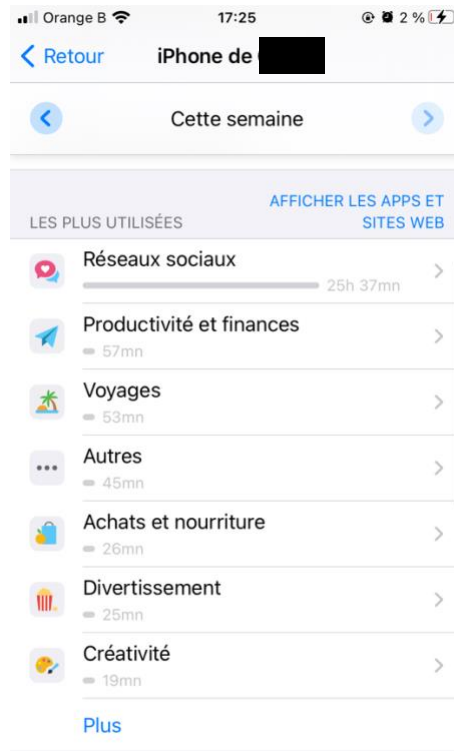 Orange B 17:25 2 %
Retour iPhone de
Cette semaine
AFFICHER LES APPS ET
LES PLUS UTILISÉES SITES WEB
Réseaux sociaux
25h 37mn
Productivité et finances
57mn
Voyages
53mn
Autres
45mn
Achats et nourriture
26mn
Divertissement
25mn
Créativité
19mn
Plus